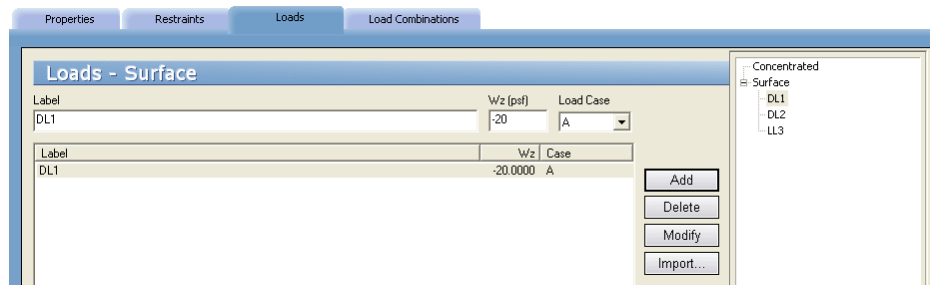 Properties Restraints Loads Load Combinations
Loads - Surface
Label Wz (psf) Load Case
DL1 -20 A
Label Wz Case
DL1 -20.0000 A
Add
Delete
Modify
Import...
Concentrated
Surface
DL1
DL2
LL3